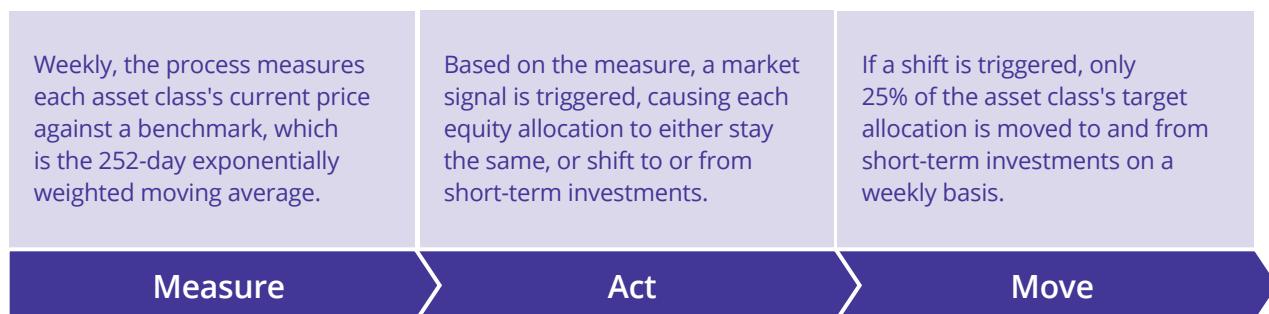 Weekly, the process measures
each asset class's current price
against a benchmark, which
is the 252-day exponentially
weighted moving average.
Based on the measure, a market
signal is triggered, causing each
equity allocation to either stay
the same, or shift to or from
short-term investments.
If a shift is triggered, only
25% of the asset class's target
allocation is moved to and from
short-term investments on a
weekly basis.
Measure
Act
Move